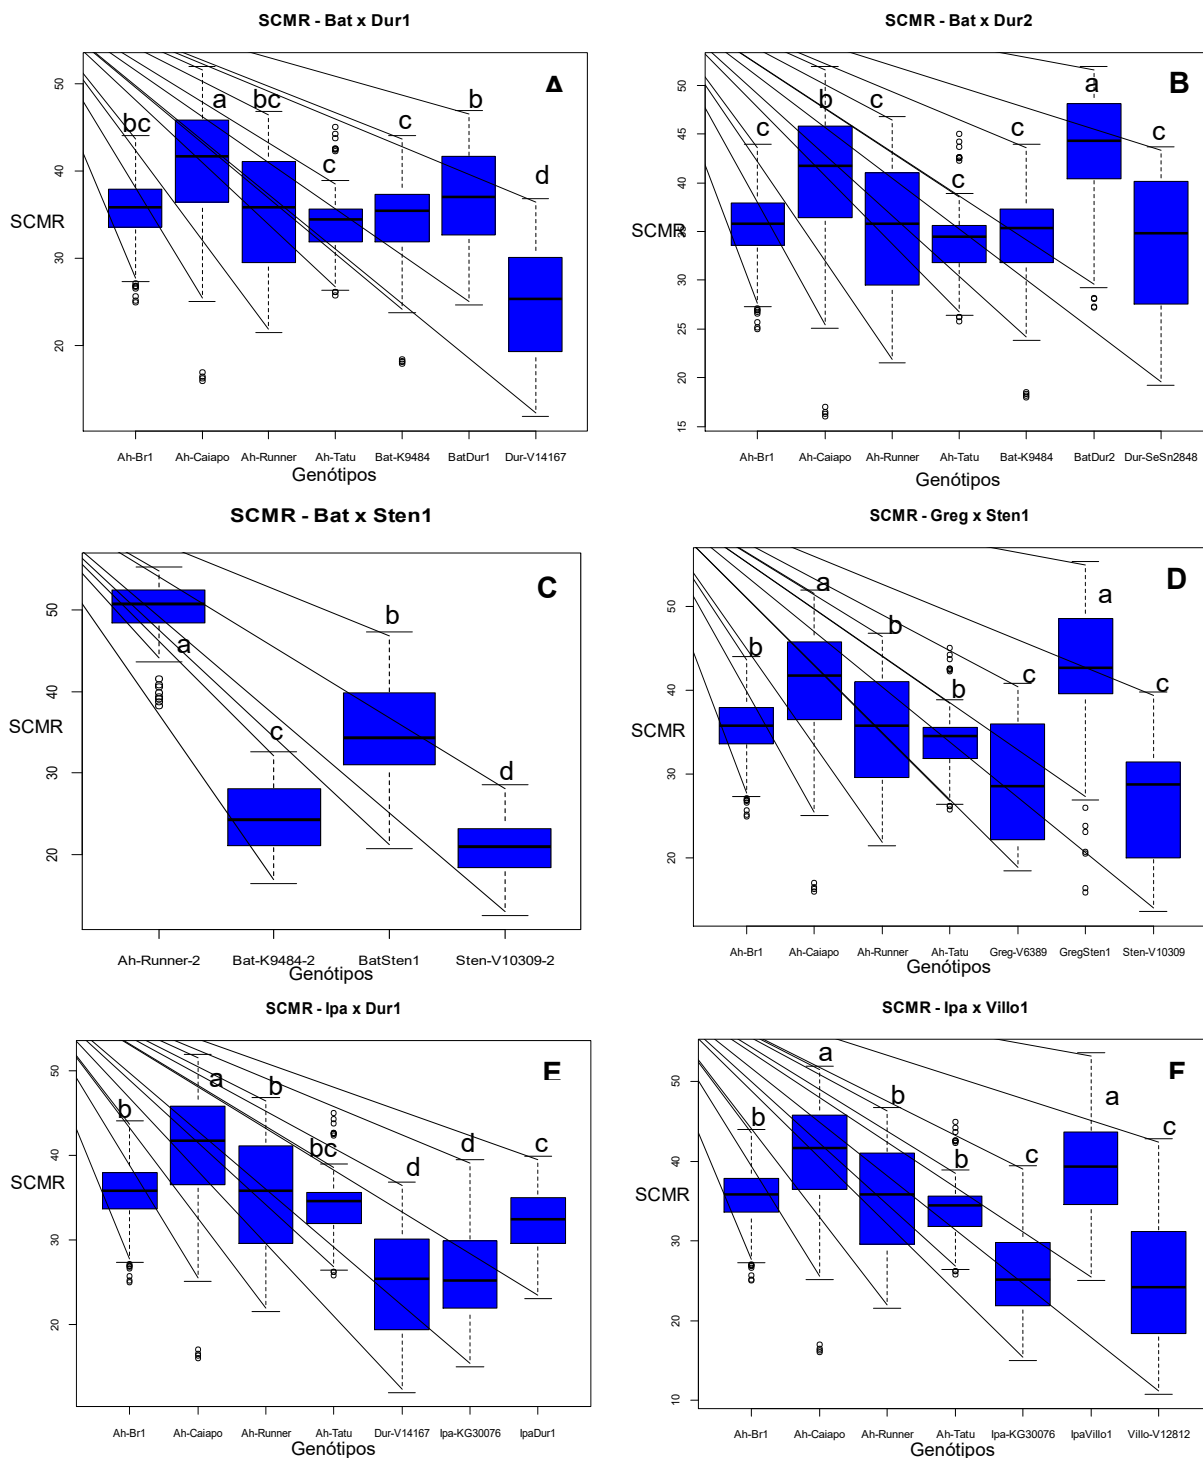 SCMR - Bat x Dur1
A
50
40
30
20
SCMR
bc
a
bc
c
c
b
d
Ah-Br1 Ah-Caiapo Ah-Runner Ah-Tatu Bat-K9484 BatDur1 Dur-V14167
Genótipos
SCMR - Bat x Dur2
B
50
45
40
35
30
25
20
15
SCMR
c
b
c
c
c
a
c
Ah-Br1 Ah-Caiapo Ah-Runner Ah-Tatu Bat-K9484 BatDur2 Dur-SeSn2848
Genótipos
SCMR - Bat x Sten1
C
50
40
30
20
SCMR
a
c
b
d
Ah-Runner-2 Bat-K9484-2 BatSten1 Sten-V10309-2
Genótipos
SCMR - Greg x Sten1
D
50
40
30
20
SCMR
b
a
b
b
c
a
c
Ah-Br1 Ah-Caiapo Ah-Runner Ah-Tatu Greg-V6389 GregSten1 Sten-V10309
Genótipos
SCMR - Ipa x Dur1
E
50
40
30
20
SCMR
b
a
b
bc
d
d
c
Ah-Br1 Ah-Caiapo Ah-Runner Ah-Tatu Dur-V14167 Ipa-KG30076 IpaDur1
Genótipos
SCMR - Ipa x Villo1
F
50
40
30
20
10
SCMR
b
a
b
b
c
a
c
Ah-Br1 Ah-Caiapo Ah-Runner Ah-Tatu Ipa-KG30076 IpaVillo1 Villo-V12812
Genótipos